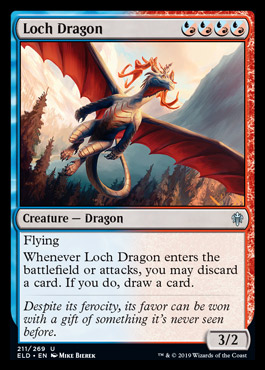 Loch Dragon
Creature — Dragon
Flying
Whenever Loch Dragon enters the
battlefield or attacks, you may discard
a card. If you do, draw a card.
Despite its ferocity, its favor can be won
with a gift of something it's never seen
before.
3/2
211/269 U
ELD • EN Mike Bierek
™ & © 2019 Wizards of the Coast